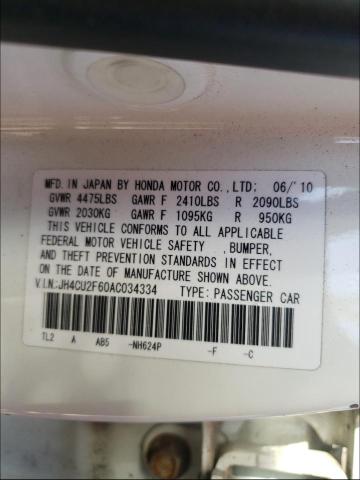 MFD. IN JAPAN BY HONDA MOTOR CO.,LTD; 06/'10
GVWR 4475LBS GAWR F 2410LBS R 2090LBS
GVWR 2030KG GAWR F 1095KG R 950KG
THIS VEHICLE CONFORMS TO ALL APPLICABLE
FEDERAL MOTOR VEHICLE SAFETY ,BUMPER,
AND THEFT PREVENTION STANDARDS IN EFFECT
ON THE DATE OF MANUFACTURE SHOWN ABOVE.
V.I.N:JH4CU2F60AC034334 TYPE: PASSENGER CAR
TL2 A AB5 -NH624P -F -C